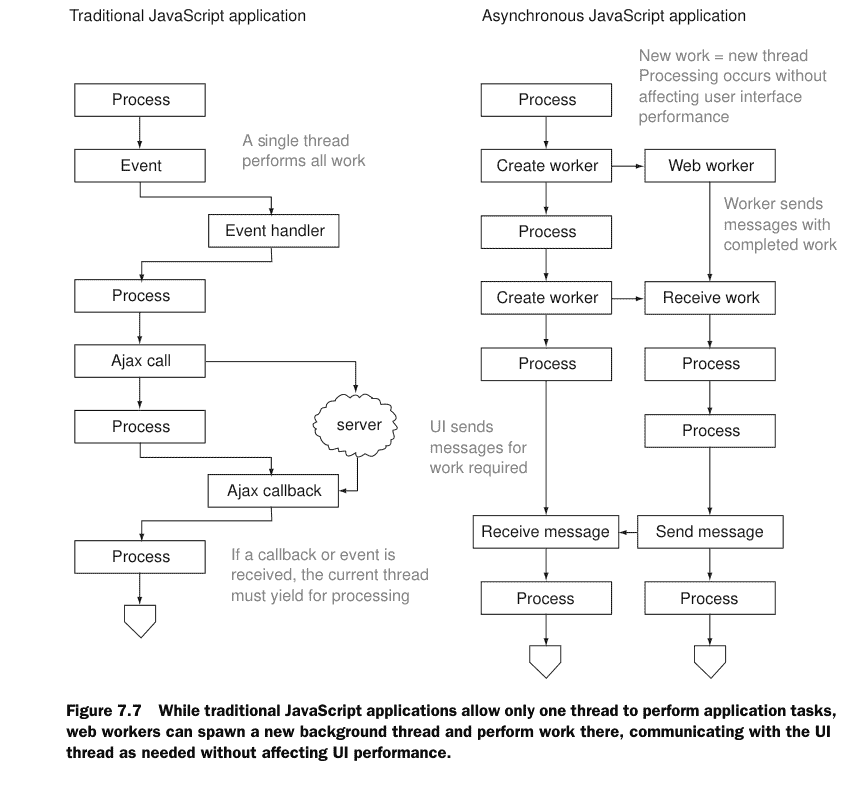 Traditional JavaScript application
Process
Event
A single thread
performs all work
Event handler
Process
Ajax call
Process
server
Ajax callback
Process
If a callback or event is
received, the current thread
must yield for processing
Asynchronous JavaScript application
New work = new thread
Processing occurs without
affecting user interface
performance
Process
Create worker
Web worker
Worker sends
messages with
completed work
Process
Create worker
Receive work
Process
Process
UI sends
messages for
work required
Process
Receive message
Send message
Process
Process
Figure 7.7 While traditional JavaScript applications allow only one thread to perform application tasks,
web workers can spawn a new background thread and perform work there, communicating with the UI
thread as needed without affecting UI performance.